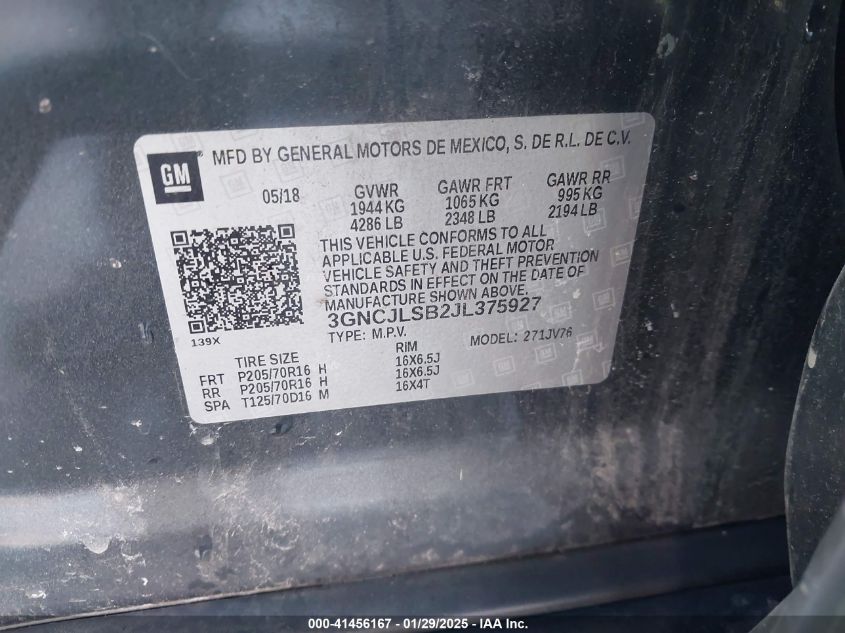 GM
MFD BY GENERAL MOTORS DE MEXICO, S. DE R.L. DE C.V.
05/18 GVWR GAWR FRT GAWR RR
1944 KG 1065 KG 995 KG
4286 LB 2348 LB 2194 LB
THIS VEHICLE CONFORMS TO ALL
APPLICABLE U.S. FEDERAL MOTOR
VEHICLE SAFETY AND THEFT PREVENTION
STANDARDS IN EFFECT ON THE DATE OF
MANUFACTURE SHOWN ABOVE.
3GNCJLSB2JL375927
139X
TYPE: M.P.V. MODEL: 271JV76
TIRE SIZE RIM
FRT P205/70R16 H 16X6.5J
RR P205/70R16 H 16X6.5J
SPA T125/70D16 M 16X4T
000-41456167 - 01/29/2025 - UNITED STATES, INC.